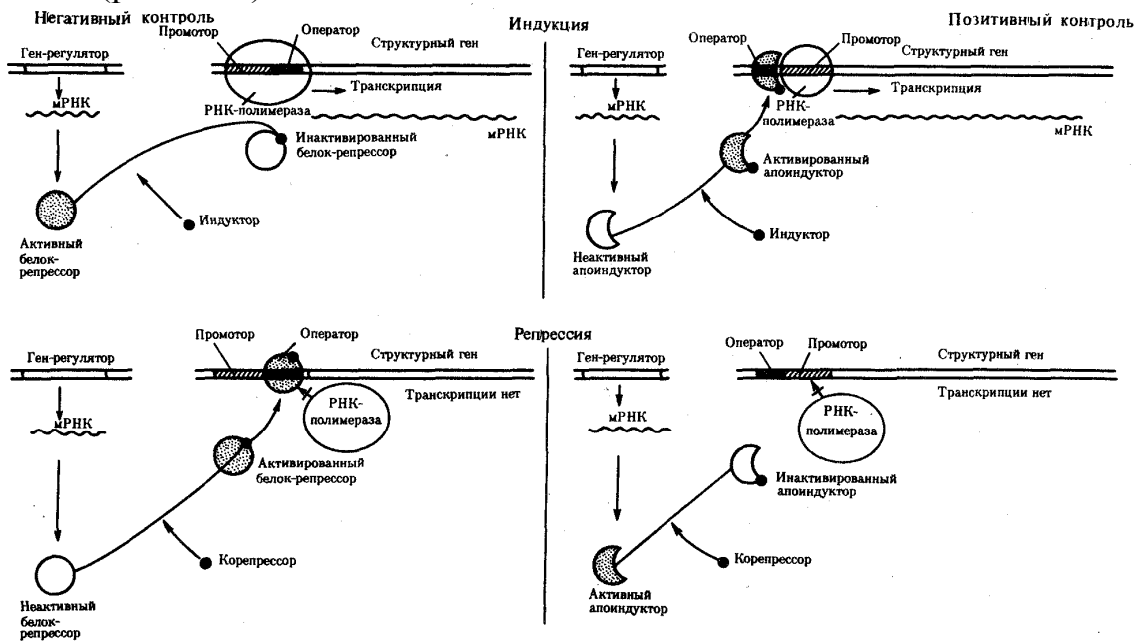 Негативный контроль
Индукция
Позитивный контроль
Ген-регулятор
Промотор
Оператор
Структурный ген
мРНК
РНК-полимераза
Транскрипция
мРНК
Инактивированный
белок-репрессор
Индуктор
Активный
белок-
репрессор
Ген-регулятор
Оператор
Промотор
Структурный ген
мРНК
РНК-
полимераза
Транскрипция
мРНК
Активированный
апоиндуктор
Индуктор
Неактивный
апоиндуктор
Репрессия
Ген-регулятор
Промотор
Оператор
Структурный ген
Транскрипции нет
мРНК
РНК-
полимераза
Активированный
белок-репрессор
Корепрессор
Неактивный
белок-
репрессор
Ген-регулятор
Оператор
Промотор
Структурный ген
Транскрипции нет
мРНК
РНК-
полимераза
Инактивированный
апоиндуктор
Корепрессор
Активный
апоиндуктор